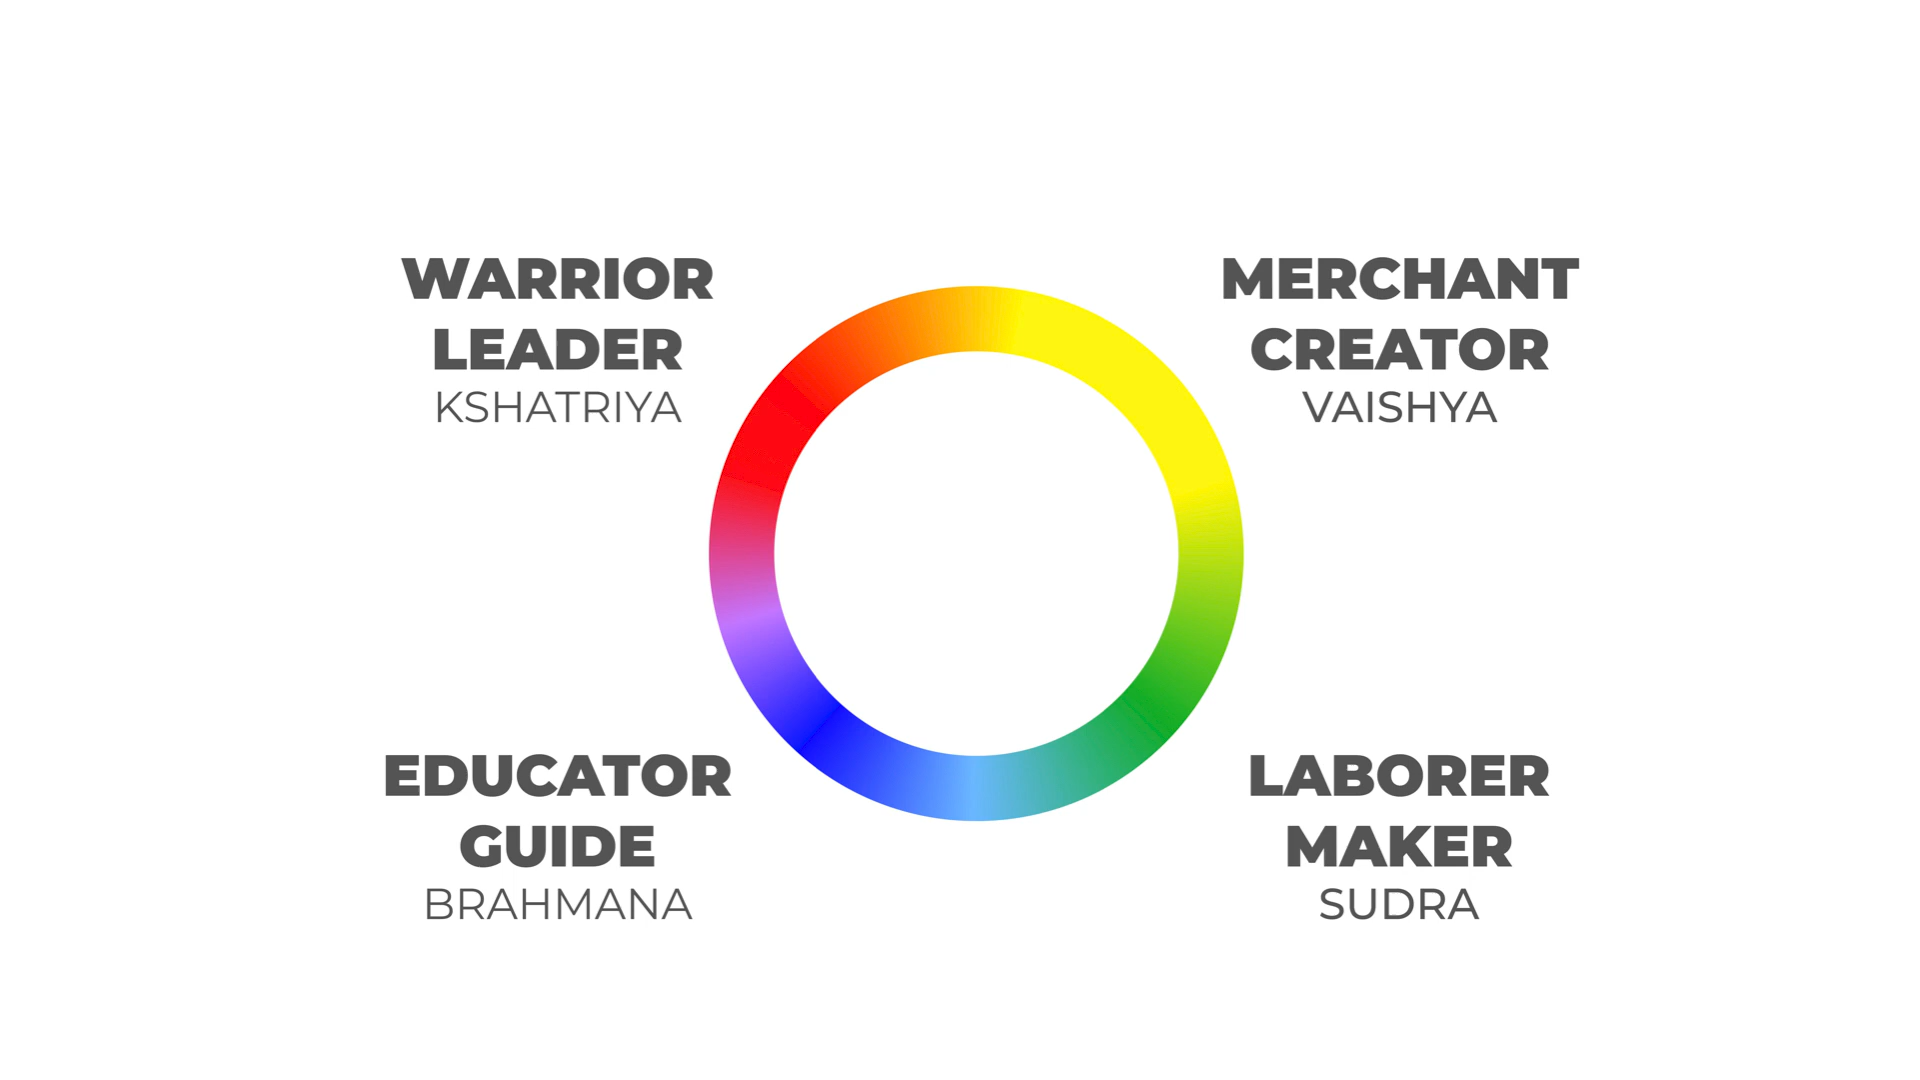 WARRIOR
LEADER
KSHATRIYA
MERCHANT
CREATOR
VAISHYA
EDUCATOR
GUIDE
BRAHMANA
LABORER
MAKER
SUDRA